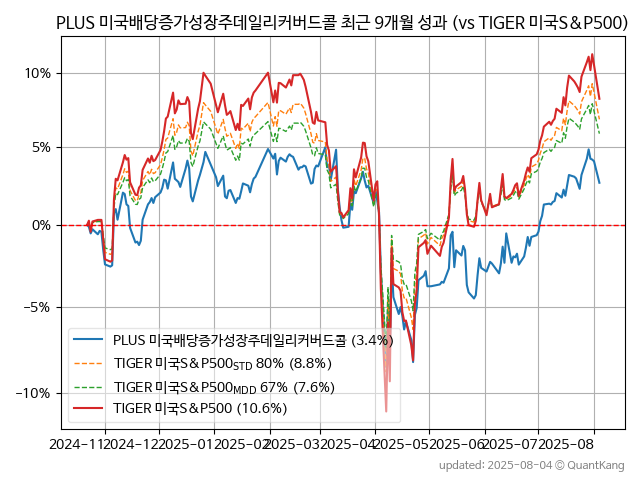 PLUS 미국배당증가성장주데일리커버드콜 최근 9개월 성과 (vs TIGER 미국S&P500)
10%
5%
0%
−5%
−10%
PLUS 미국배당증가성장주데일리커버드콜 (3.4%)
TIGER 미국S&P500STD 80% (8.8%)
TIGER 미국S&P500MDD 67% (7.6%)
TIGER 미국S&P500 (10.6%)
2024−11 2024−12 2025−01 2025−02 2025−03 2025−04 2025−05 2025−06 2025−07 2025−08
updated: 2025-08-04 © QuantKang